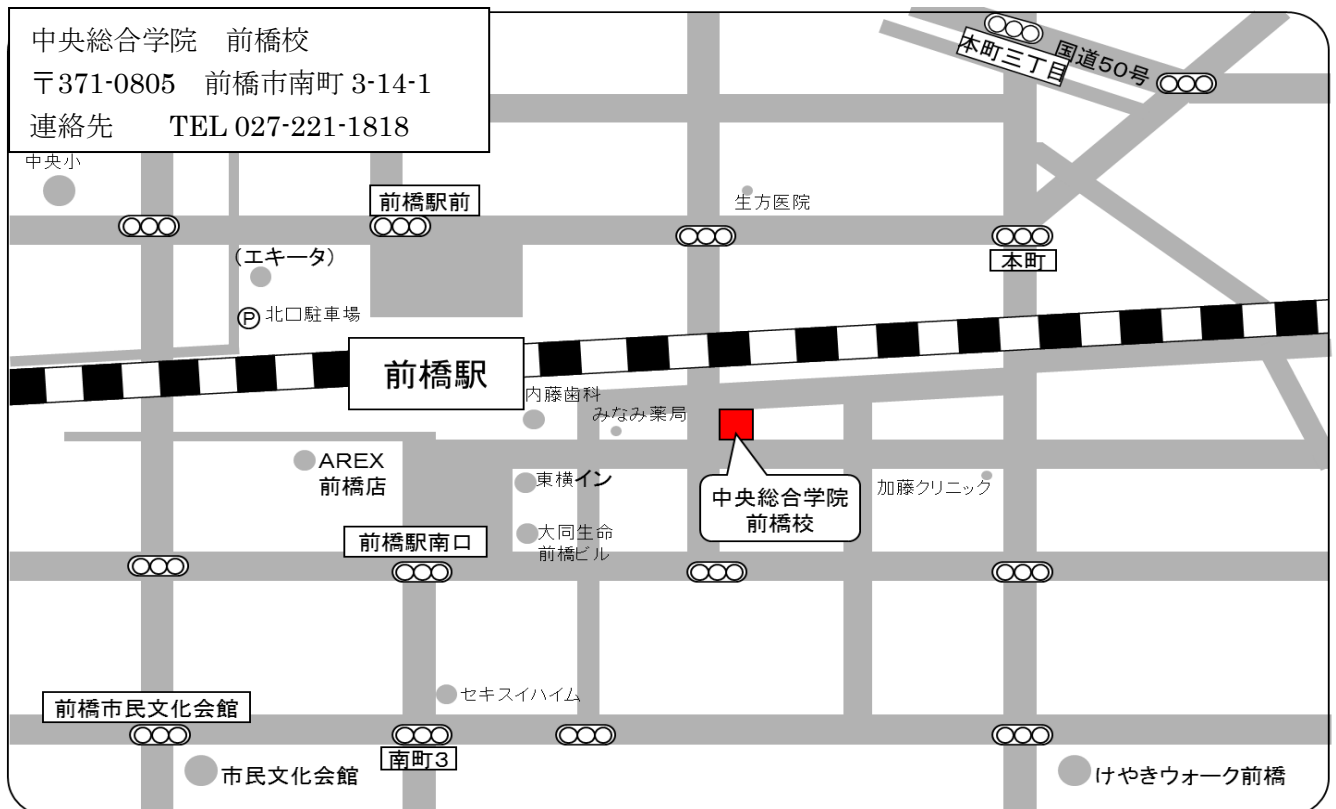 中央総合学院　前橋校
〒371-0805　前橋市南町 3-14-1
連絡先　　TEL 027-221-1818
本町三丁目
国道50号
中央小
前橋駅前
生方医院
(エキータ)
本町
Ⓟ 北口駐車場
前橋駅
内藤歯科
みなみ薬局
AREX
前橋店
東横イン
中央総合学院
前橋校
加藤クリニック
前橋駅南口
大同生命
前橋ビル
セキスイハイム
前橋市民文化会館
南町3
市民文化会館
けやきウォーク前橋